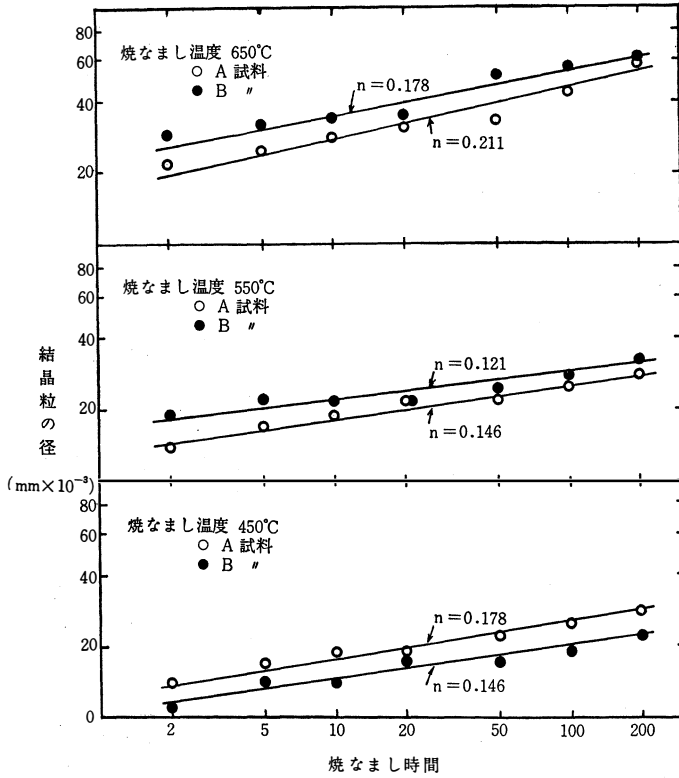 80
60
40
20
焼なまし温度 650℃
A 試料
B 〃
n=0.178
n=0.211
80
60
40
20
焼なまし温度 550℃
A 試料
B 〃
n=0.121
n=0.146
結晶粒の径
(mm×10⁻³)
80
60
40
20
0
焼なまし温度 450℃
A 試料
B 〃
n=0.178
n=0.146
2 5 10 20 50 100 200
焼なまし時間